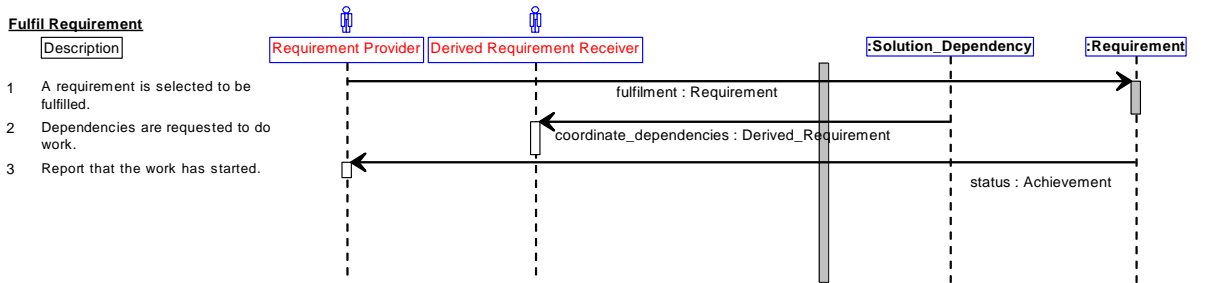 Fulfil Requirement
Description
Requirement Provider
Derived Requirement Receiver
:Solution_Dependency
:Requirement
1 A requirement is selected to be
fulfilled.
fulfilment : Requirement
2 Dependencies are requested to do
work.
coordinate_dependencies : Derived_Requirement
3 Report that the work has started.
status : Achievement